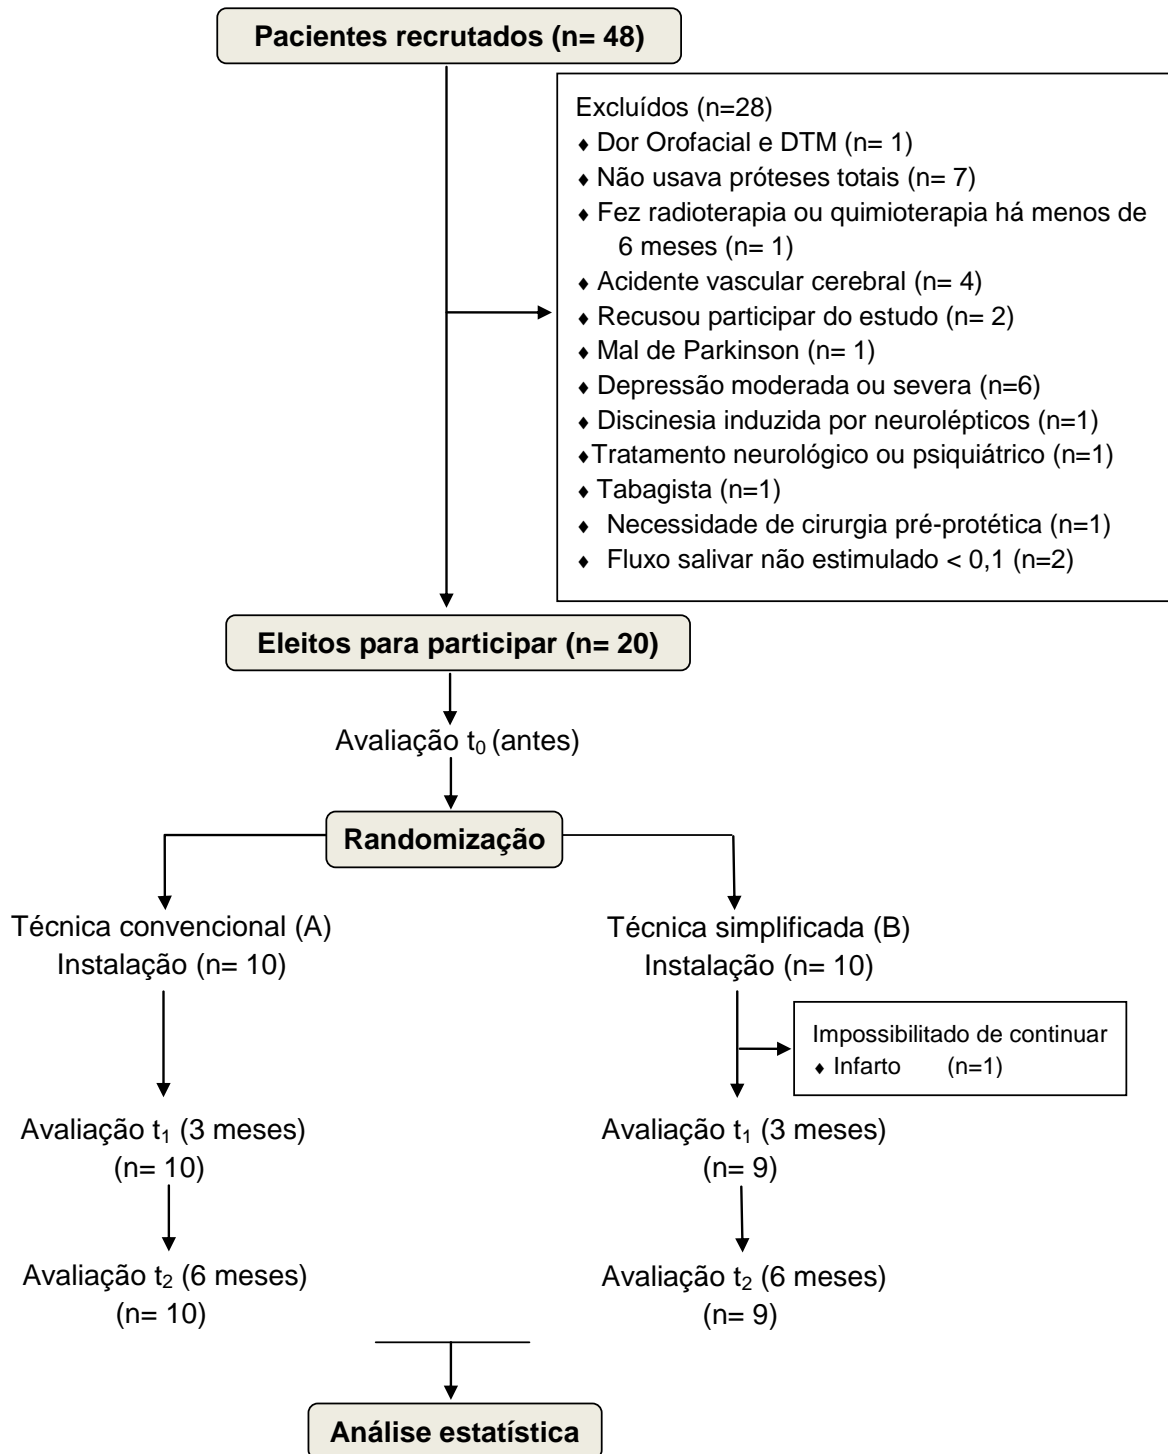 Pacientes recrutados (n= 48)
Excluídos (n=28)
♦ Dor Orofacial e DTM (n= 1)
♦ Não usava próteses totais (n= 7)
♦ Fez radioterapia ou quimioterapia há menos de
6 meses (n= 1)
♦ Acidente vascular cerebral (n= 4)
♦ Recusou participar do estudo (n= 2)
♦ Mal de Parkinson (n= 1)
♦ Depressão moderada ou severa (n=6)
♦ Discinesia induzida por neurolépticos (n=1)
♦Tratamento neurológico ou psiquiátrico (n=1)
♦ Tabagista (n=1)
♦ Necessidade de cirurgia pré-protética (n=1)
♦ Fluxo salivar não estimulado < 0,1 (n=2)
Eleitos para participar (n= 20)
Avaliação t₀ (antes)
Randomização
Técnica convencional (A)
Instalação (n= 10)
Técnica simplificada (B)
Instalação (n= 10)
Impossibilitado de continuar
♦ Infarto (n=1)
Avaliação t₁ (3 meses)
(n= 10)
Avaliação t₁ (3 meses)
(n= 9)
Avaliação t₂ (6 meses)
(n= 10)
Avaliação t₂ (6 meses)
(n= 9)
Análise estatística